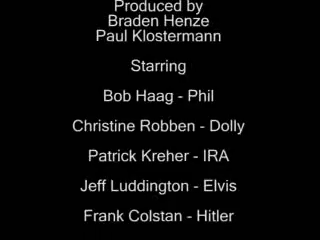 Produced by
Braden Henze
Paul Klostermann
Starring
Bob Haag - Phil
Christine Robben - Dolly
Patrick Kreher - IRA
Jeff Luddington - Elvis
Frank Colstan - Hitler